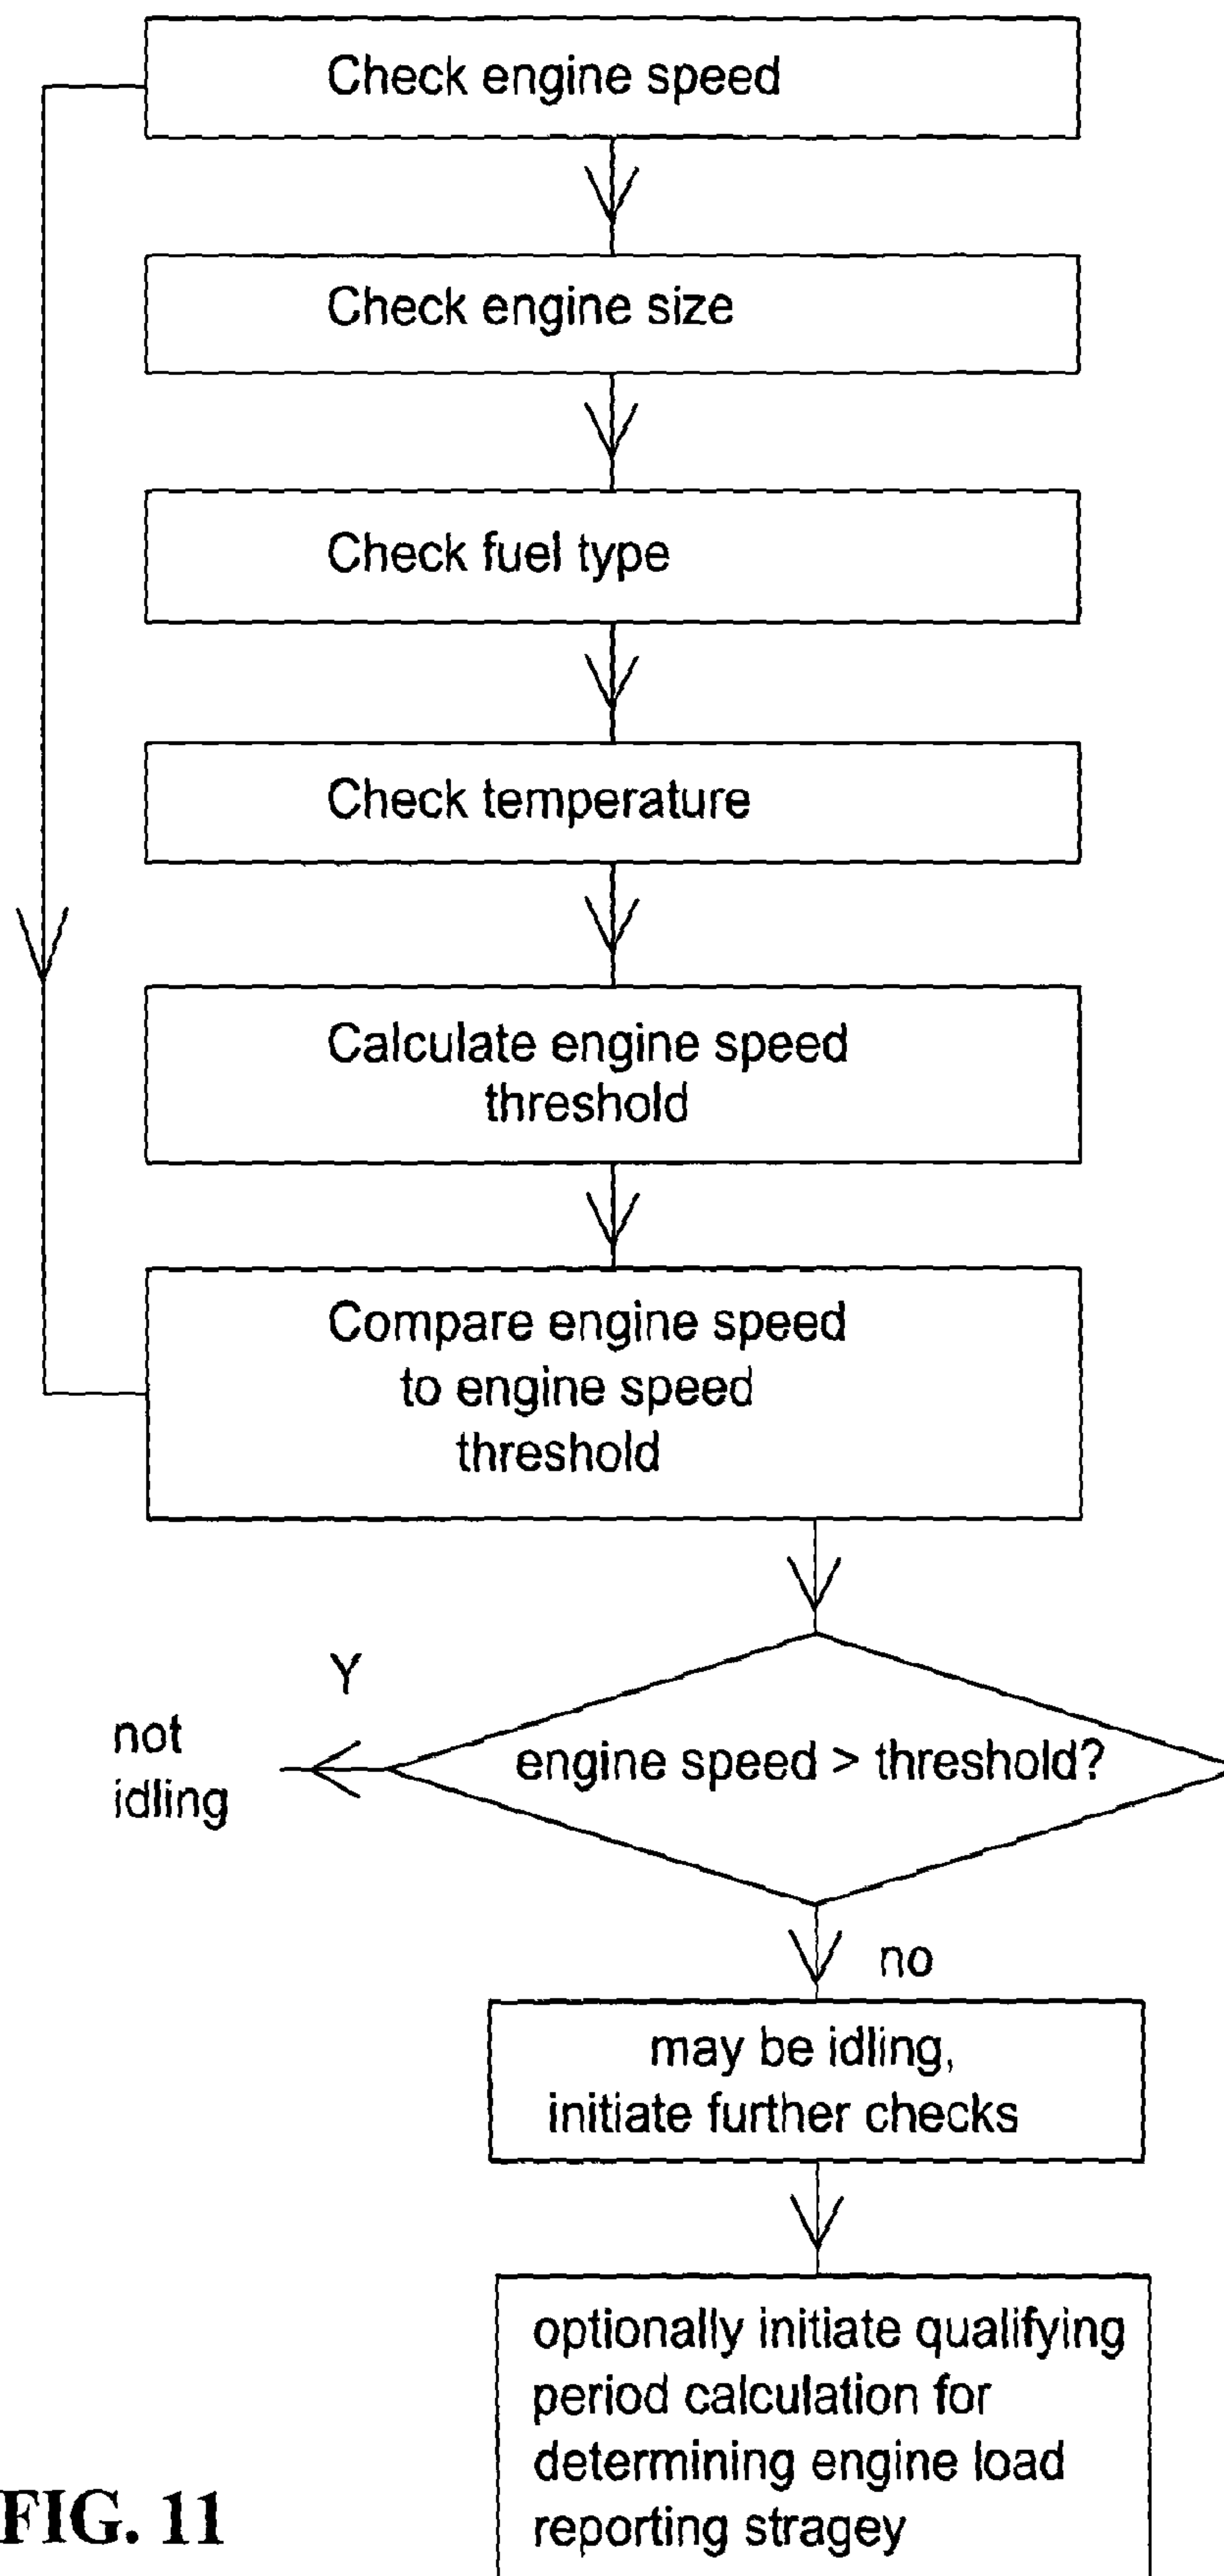 Check engine speed
Check engine size
Check fuel type
Check temperature
Calculate engine speed
threshold
Compare engine speed
to engine speed
threshold
Y
not
idling
engine speed > threshold?
no
may be idling,
initiate further checks
optionally initiate qualifying
period calculation for
determining engine load
reporting stragey
FIG. 11